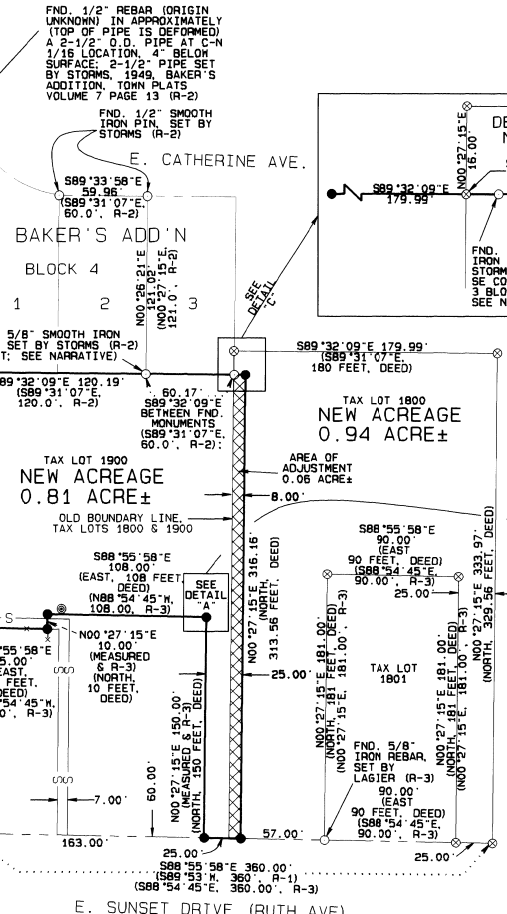 FND. 1/2" REBAR (ORIGIN
UNKNOWN) IN APPROXIMATELY
(TOP OF PIPE IS DEFORMED)
A 2-1/2" O.D. PIPE AT C-N
1/16 LOCATION, 4" BELOW
SURFACE; 2-1/2" PIPE SET
BY STORMS, 1949, BAKER'S
ADDITION, TOWN PLATS
VOLUME 7 PAGE 13 (R-2)
FND. 1/2" SMOOTH
IRON PIN, SET BY
STORMS (R-2)
E. CATHERINE AVE.
S89°33'58"E
59.96'
(S89°31'07"E,
60.0', R-2)
BAKER'S ADD'N
BLOCK 4
1
2
3
N00°26'21"E
121.02'
(N00°27'15"E,
121.0', R-2)
SEE
DETAIL
"C"
N00°27'15"E
16.00'
S89°32'09"E
179.99'
FND.
IRON
STORM
SE CO
3 BLO
SEE N
5/8" SMOOTH IRON
SET BY STORMS (R-2)
T; SEE NARRATIVE)
89°32'09"E 120.19'
(S89°31'07"E,
120.0', R-2)
60.17'
S89°32'09"E
BETWEEN FND.
MONUMENTS
(S89°31'07"E,
60.0', R-2):
S89°32'09"E 179.99'
(S89°31'07"E,
180 FEET, DEED)
TAX LOT 1800
NEW ACREAGE
0.94 ACRE±
TAX LOT 1900
NEW ACREAGE
0.81 ACRE±
AREA OF
ADJUSTMENT
0.06 ACRE±
8.00'
OLD BOUNDARY LINE,
TAX LOTS 1800 & 1900
S88°55'58"E
108.00'
(EAST, 108 FEET,
DEED)
(N88°54'45"W,
108.00, R-3)
SEE
DETAIL
"A"
N00°27'15"E 316.16'
(NORTH,
313.56 FEET, DEED)
S88°55'58"E
90.00'
(EAST
90 FEET, DEED)
(S88°54'45"E,
90.00', R-3)
25.00'
N00°27'15"E 333.97'
(NORTH, 329.56 FEET, DEED)
S
N00°27'15"E
10.00'
(MEASURED
& R-3)
(NORTH,
10 FEET,
DEED)
°55'58"E
5.00'
FEET,
DEED)
°54'45"W,
0', R-3)
25.00'
N00°27'15"E 181.00'
(NORTH, 181 FEET, DEED)
(N00°27'15"E, 181.00', R-3)
TAX LOT
1801
N00°27'15"E 181.00'
(NORTH, 181 FEET, DEED)
(N00°27'15"E, 181.00', R-3)
N00°27'15"E 150.00'
(MEASURED & R-3)
(NORTH, 150 FEET, DEED)
FND. 5/8"
IRON REBAR,
SET BY
LAGIER (R-3)
90.00'
(EAST
90 FEET, DEED)
(S88°54'45"E,
90.00', R-3)
7.00'
60.00'
163.00'
57.00'
25.00'
25.00'
S88°55'58"E 360.00'
(S89°53'W, 360', R-1)
(S88°54'45"E, 360.00', R-3)
E. SUNSET DRIVE (RUTH AVE)